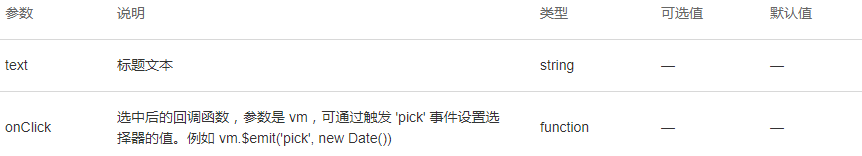 参数 说明 类型 可选值 默认值
text 标题文本 string — —
onClick 选中后的回调函数，参数是 vm，可通过触发 'pick' 事件设置选
择器的值。例如 vm.$emit('pick', new Date()) function — —